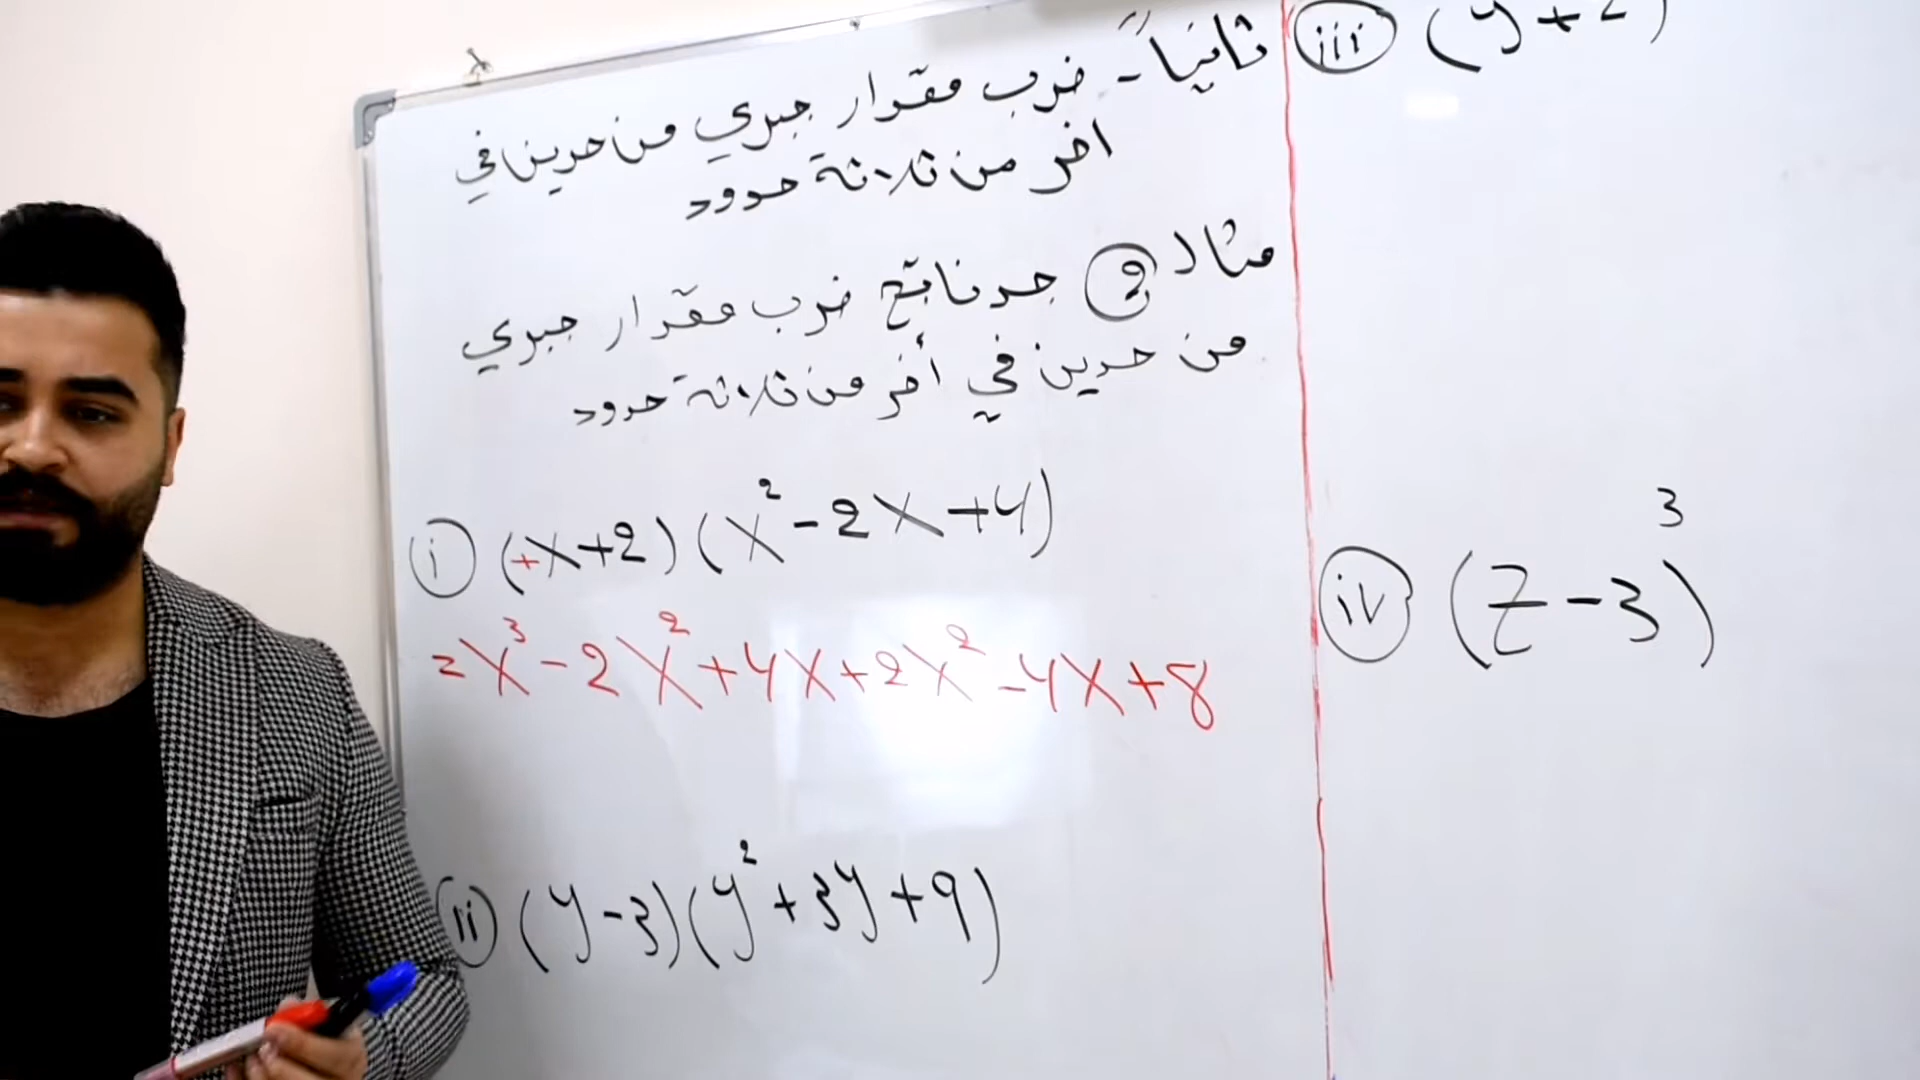 ثانياً - ضرب مقدار جبري من حدين في
اخر من ثلاثة حدود
مثال 2 جد ناتج ضرب مقدار جبري
من حدين في أخر من ثلاثة حدود
i (+x+2)(x²-2x+4)
=x³-2x²+4x+2x²-4x+8
ii (y-3)(y²+3y+9)
iii (y+2)
iv (z-3)³